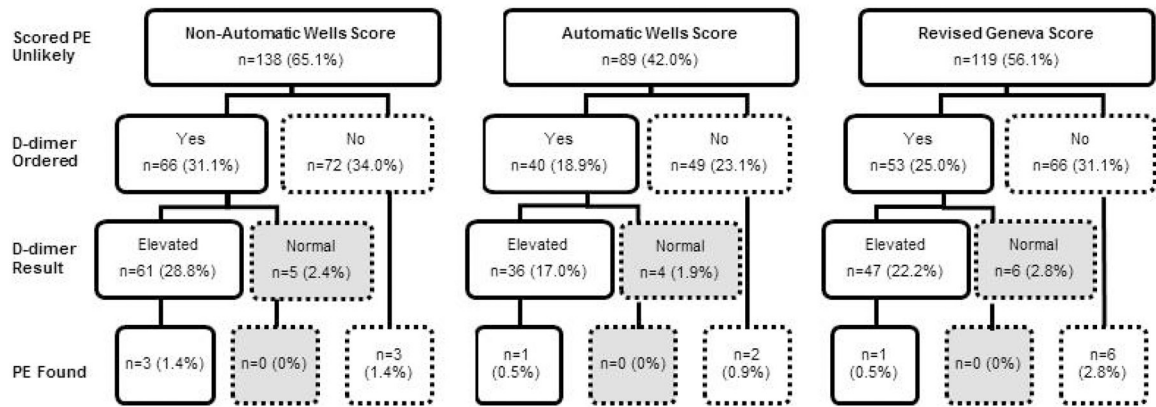 Scored PE
Unlikely
Non-Automatic Wells Score
n=138 (65.1%)
Automatic Wells Score
n=89 (42.0%)
Revised Geneva Score
n=119 (56.1%)
D-dimer
Ordered
Yes
n=66 (31.1%)
No
n=72 (34.0%)
Yes
n=40 (18.9%)
No
n=49 (23.1%)
Yes
n=53 (25.0%)
No
n=66 (31.1%)
D-dimer
Result
Elevated
n=61 (28.8%)
Normal
n=5 (2.4%)
Elevated
n=36 (17.0%)
Normal
n=4 (1.9%)
Elevated
n=47 (22.2%)
Normal
n=6 (2.8%)
PE Found
n=3 (1.4%)
n=0 (0%)
n=3
(1.4%)
n=1
(0.5%)
n=0 (0%)
n=2
(0.9%)
n=1
(0.5%)
n=0 (0%)
n=6
(2.8%)